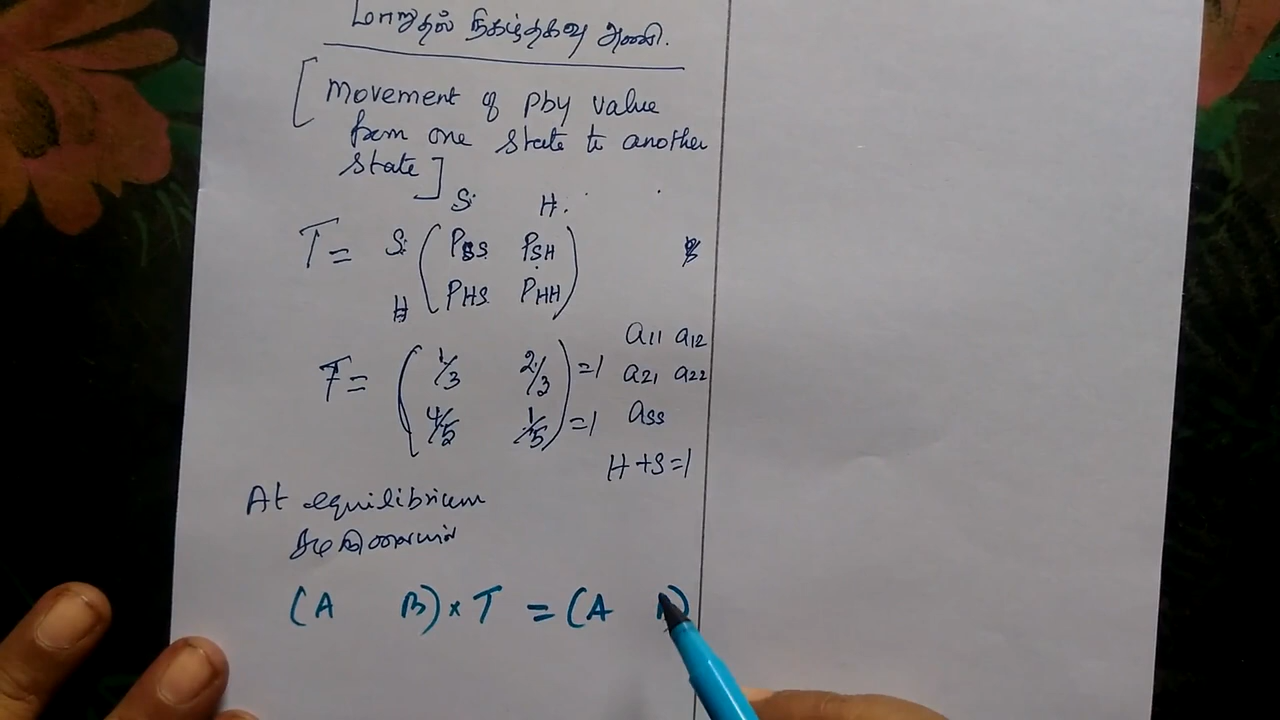 மாறுதல் நிகழ்தகவு அணி.
[Movement of pby value
from one state to another
state]
S H.
T = S (PSS PSH)
H (PHS PHH)
a11 a12
T = (1/3 2/3) =1 a21 a22
(4/5 1/5) =1 ass
H+S=1
At equilibrium
சமநிலையில்
(A B) × T = (A B)